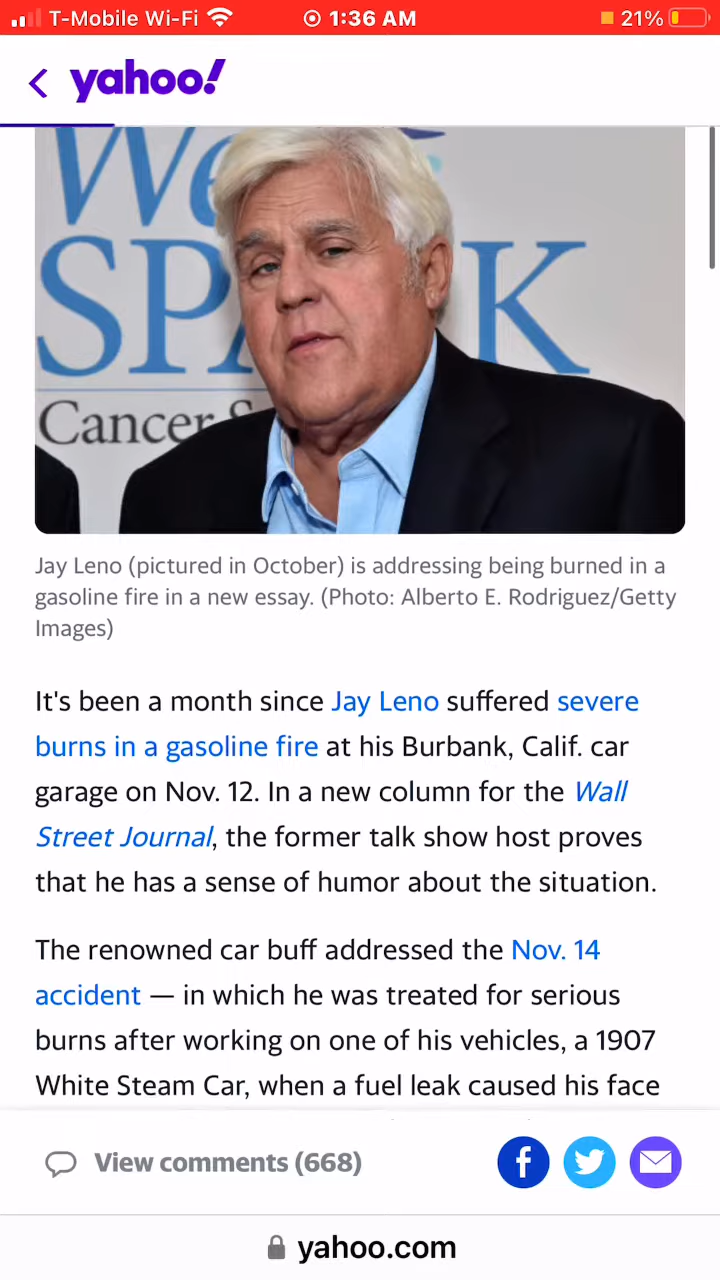 T-Mobile Wi-Fi 1:36 AM 21%
yahoo!
We
SPA K
Cancer S
Jay Leno (pictured in October) is addressing being burned in a
gasoline fire in a new essay. (Photo: Alberto E. Rodriguez/Getty
Images)
It's been a month since Jay Leno suffered severe
burns in a gasoline fire at his Burbank, Calif. car
garage on Nov. 12. In a new column for the Wall
Street Journal, the former talk show host proves
that he has a sense of humor about the situation.
The renowned car buff addressed the Nov. 14
accident — in which he was treated for serious
burns after working on one of his vehicles, a 1907
White Steam Car, when a fuel leak caused his face
View comments (668)
yahoo.com